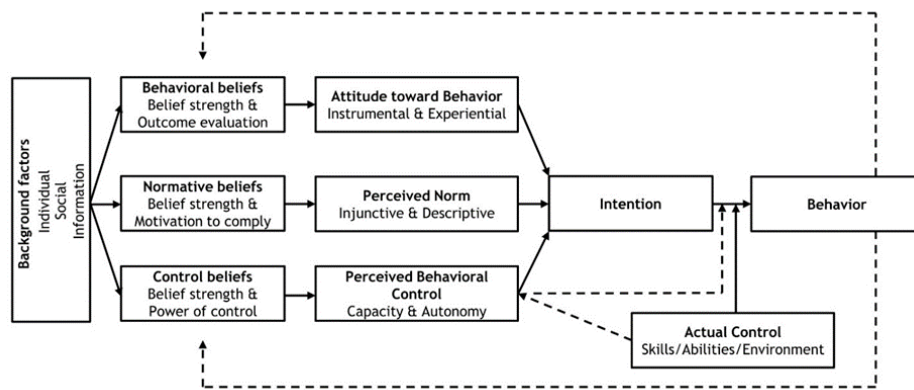 Background factors
Individual
Social
Information
Behavioral beliefs
Belief strength &
Outcome evaluation
Attitude toward Behavior
Instrumental & Experiential
Normative beliefs
Belief strength &
Motivation to comply
Perceived Norm
Injunctive & Descriptive
Intention
Behavior
Control beliefs
Belief strength &
Power of control
Perceived Behavioral
Control
Capacity & Autonomy
Actual Control
Skills/Abilities/Environment